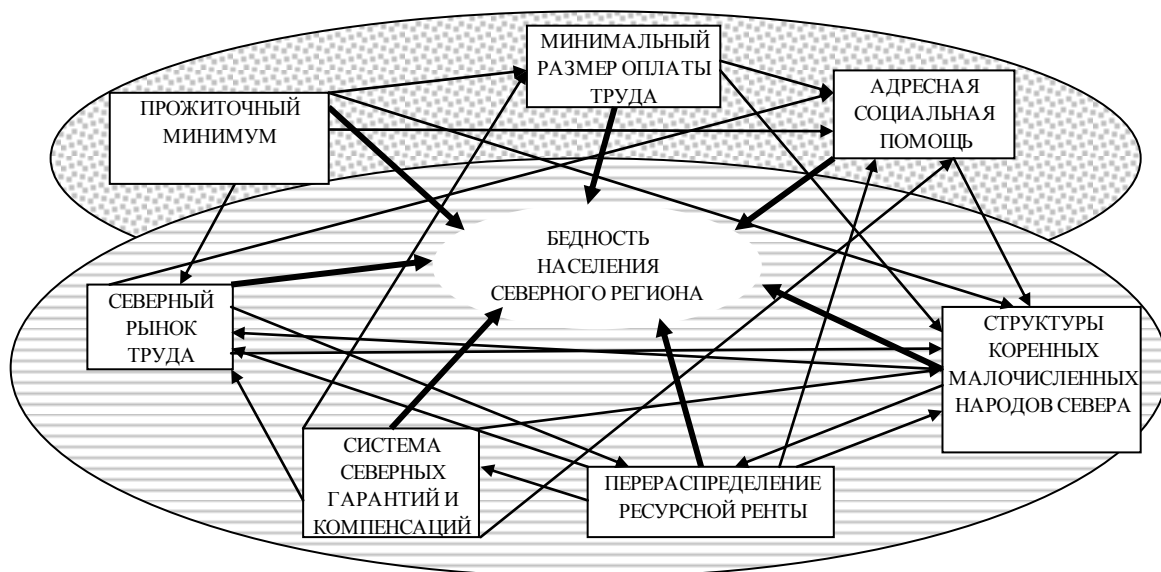 МИНИМАЛЬНЫЙ
РАЗМЕР ОПЛАТЫ
ТРУДА
АДРЕСНАЯ
СОЦИАЛЬНАЯ
ПОМОЩЬ
ПРОЖИТОЧНЫЙ
МИНИМУМ
БЕДНОСТЬ
НАСЕЛЕНИЯ
СЕВЕРНОГО РЕГИОНА
СЕВЕРНЫЙ
РЫНОК
ТРУДА
СТРУКТУРЫ
КОРЕННЫХ
МАЛОЧИСЛЕННЫХ
НАРОДОВ СЕВЕРА
СИСТЕМА
СЕВЕРНЫХ
ГАРАНТИЙ И
КОМПЕНСАЦИЙ
ПЕРЕРАСПРЕДЕЛЕНИЕ
РЕСУРСНОЙ РЕНТЫ